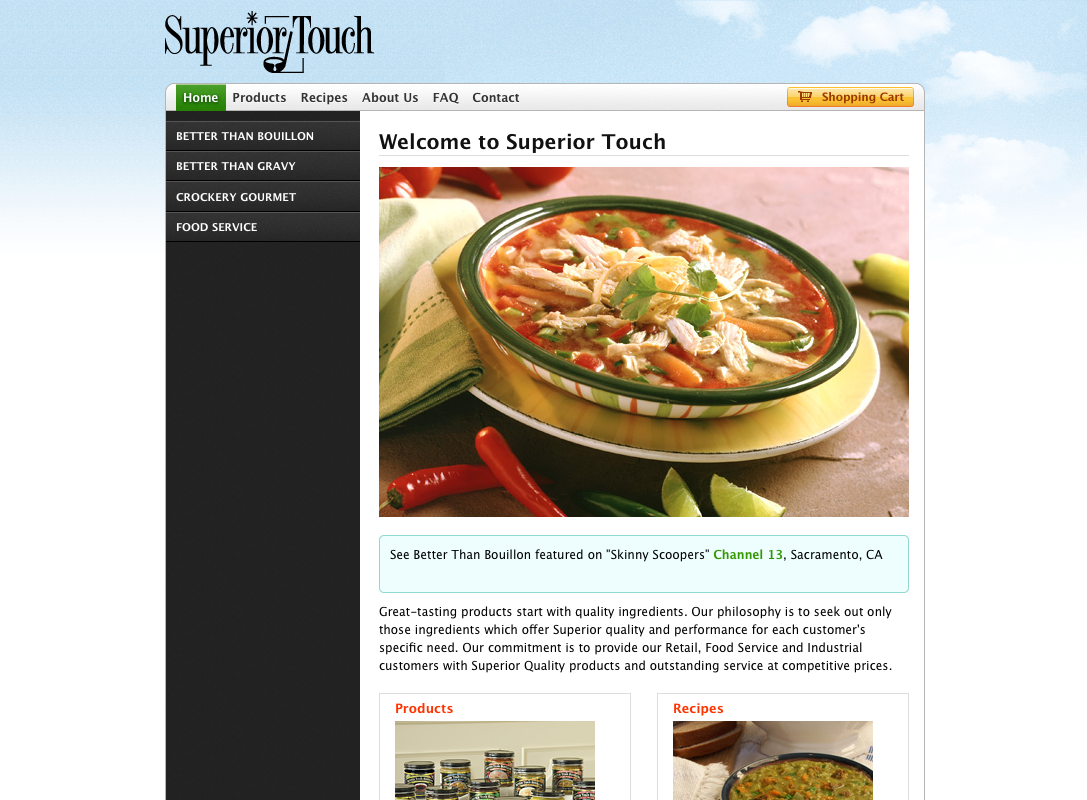 Superior Touch
Home Products Recipes About Us FAQ Contact Shopping Cart
BETTER THAN BOUILLON
BETTER THAN GRAVY
CROCKERY GOURMET
FOOD SERVICE
Welcome to Superior Touch
See Better Than Bouillon featured on "Skinny Scoopers" Channel 13, Sacramento, CA
Great-tasting products start with quality ingredients. Our philosophy is to seek out only
those ingredients which offer Superior quality and performance for each customer's
specific need. Our commitment is to provide our Retail, Food Service and Industrial
customers with Superior Quality products and outstanding service at competitive prices.
Products
Recipes